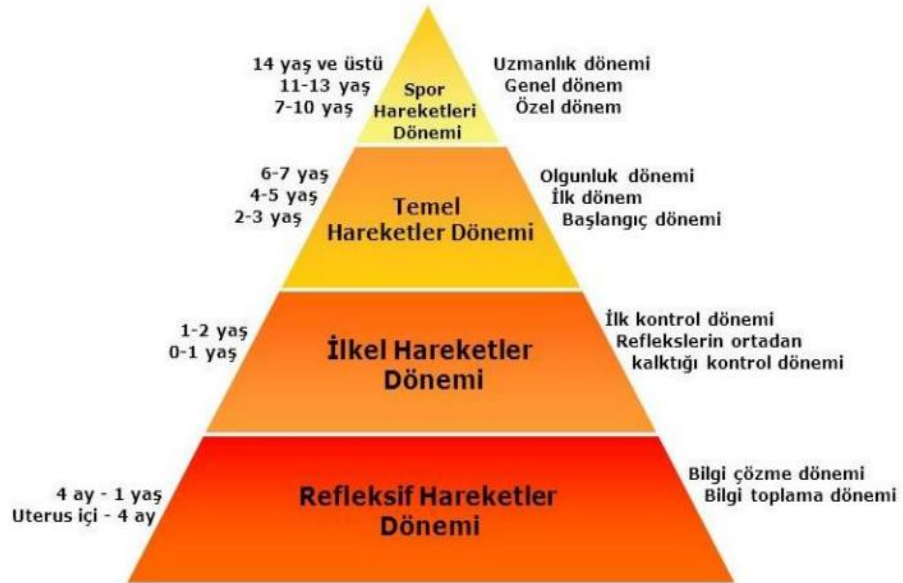 14 yaş ve üstü
11-13 yaş
7-10 yaş
Spor
Hareketleri
Dönemi
Uzmanlık dönemi
Genel dönem
Özel dönem
6-7 yaş
4-5 yaş
2-3 yaş
Temel
Hareketler Dönemi
Olgunluk dönemi
İlk dönem
Başlangıç dönemi
1-2 yaş
0-1 yaş
İlkel Hareketler
Dönemi
İlk kontrol dönemi
Reflekslerin ortadan
kalktığı kontrol dönemi
4 ay - 1 yaş
Uterus içi - 4 ay
Refleksif Hareketler
Dönemi
Bilgi çözme dönemi
Bilgi toplama dönemi